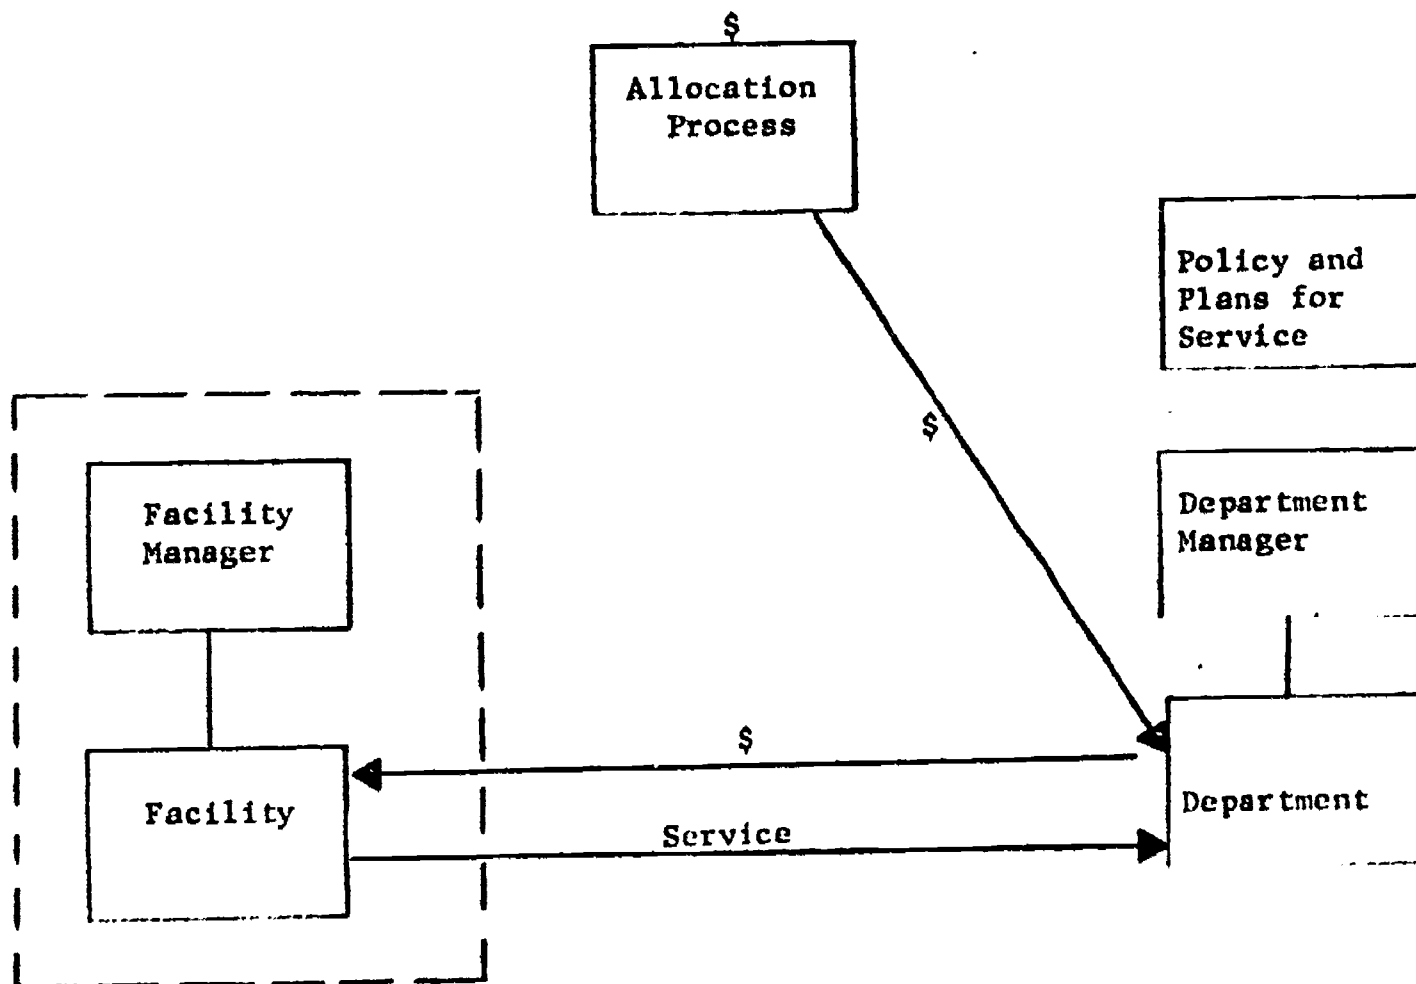 $
Allocation
Process
Policy and
Plans for
Service
$
Facility
Manager
Department
Manager
$
Facility
Department
Service